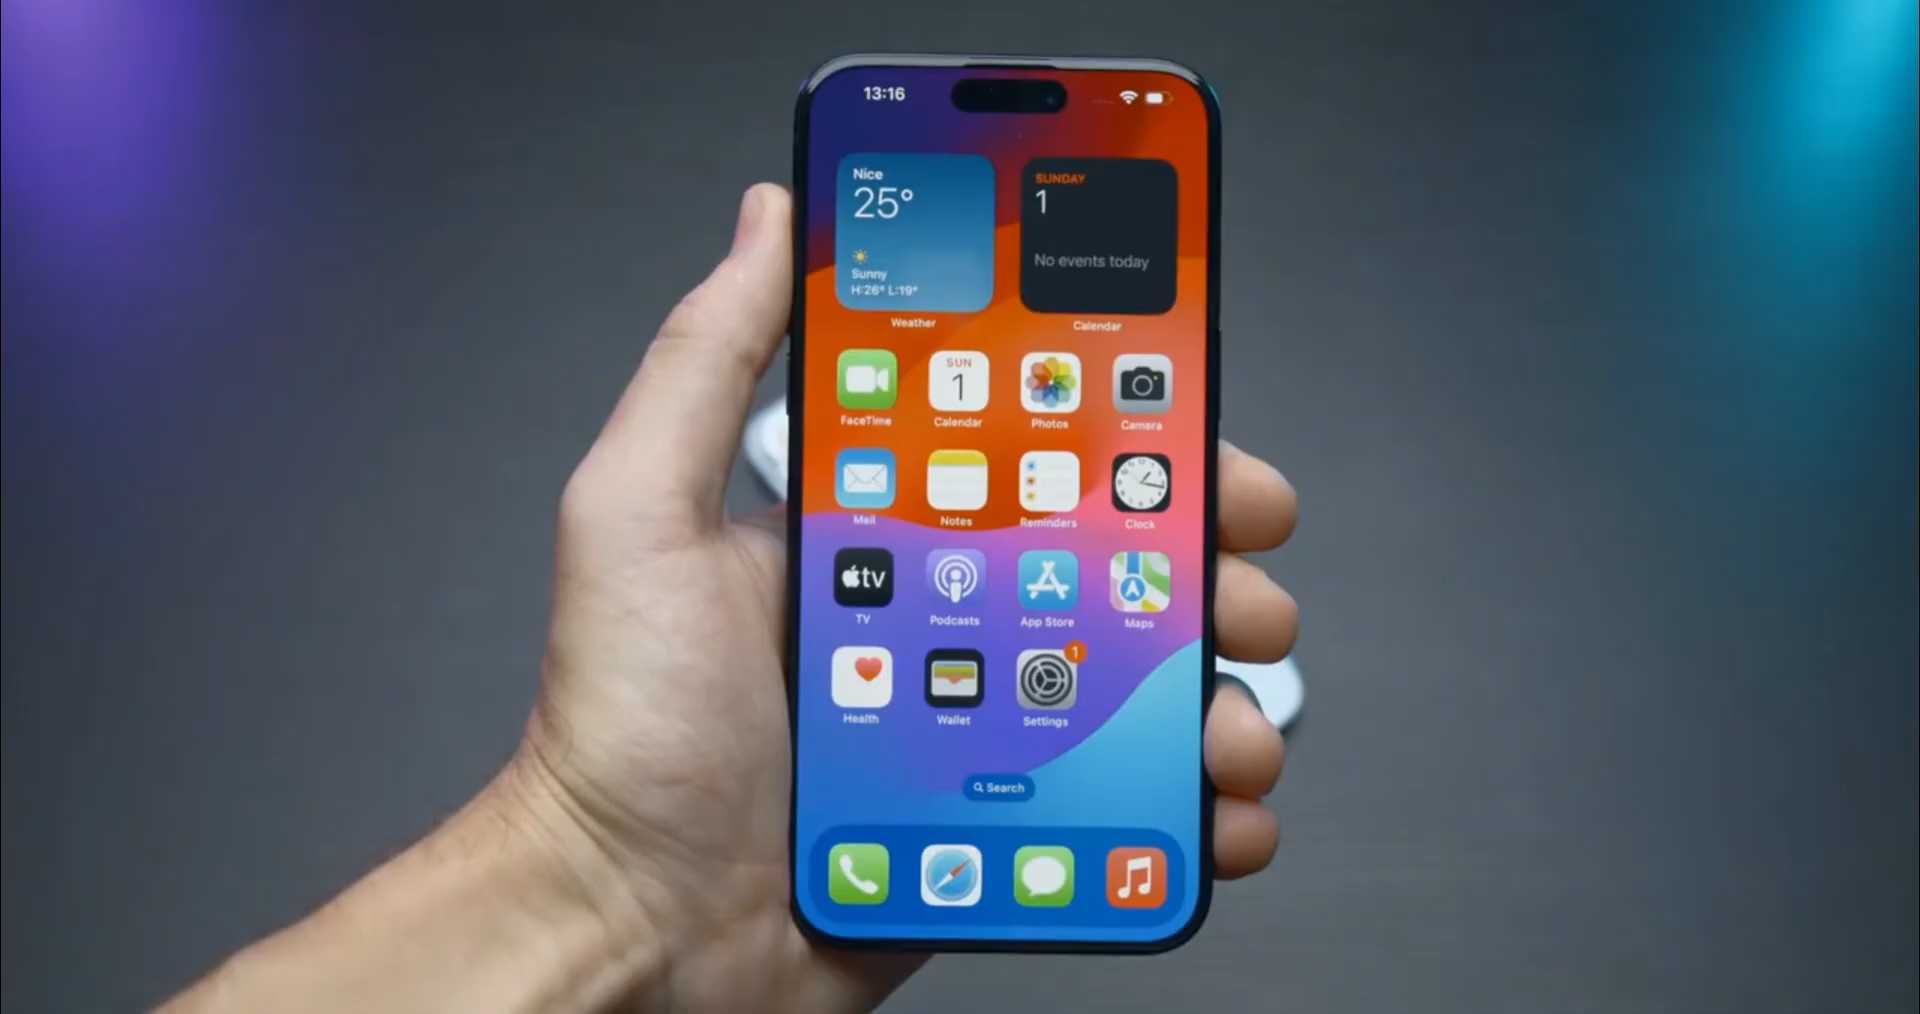 13:16
Nice
25°
Sunny
H:26° L:19°
Weather
SUNDAY
1
No events today
Calendar
FaceTime
SUN
1
Calendar
Photos
Camera
Mail
Notes
Reminders
Clock
tv
TV
Podcasts
App Store
Maps
Health
Wallet
1
Settings
Search